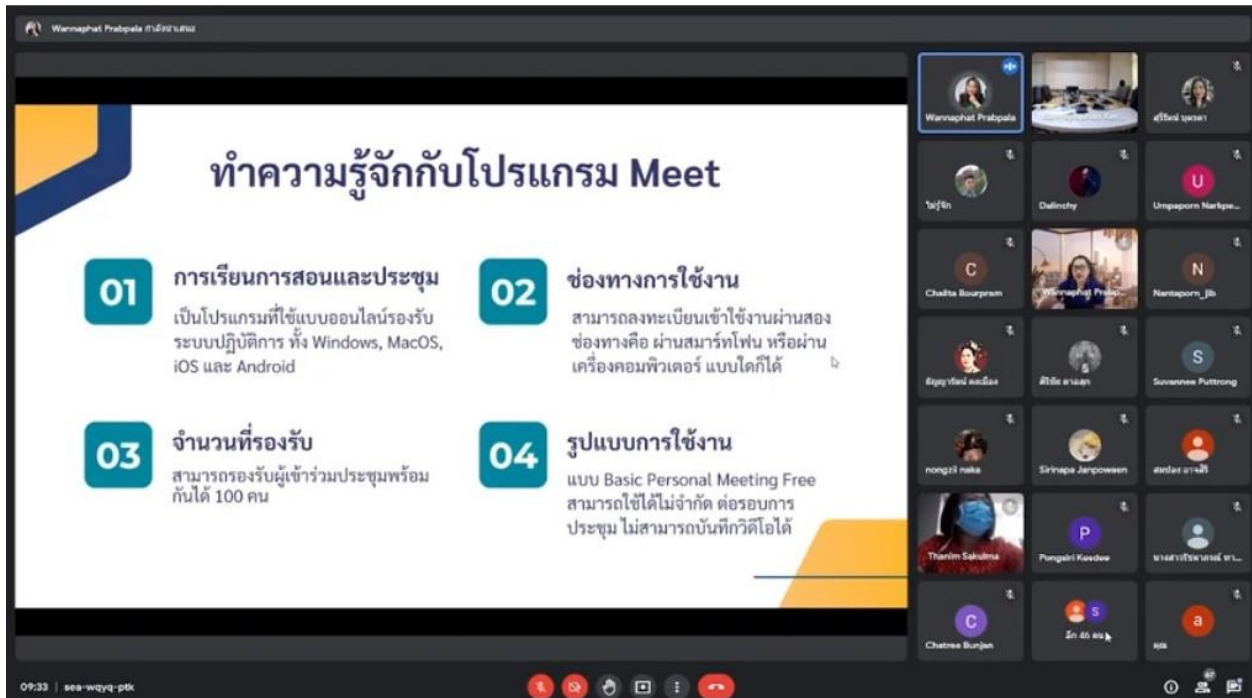 Wannaphat Prabpala กำลังนำเสนอ
ทำความรู้จักกับโปรแกรม Meet
01
การเรียนการสอนและประชุม
เป็นโปรแกรมที่ใช้แบบออนไลน์รองรับ
ระบบปฏิบัติการ ทั้ง Windows, MacOS,
iOS และ Android
02
ช่องทางการใช้งาน
สามารถลงทะเบียนเข้าใช้งานผ่านสอง
ช่องทางคือ ผ่านสมาร์ทโฟน หรือผ่าน
เครื่องคอมพิวเตอร์ แบบใดก็ได้
03
จำนวนที่รองรับ
สามารถรองรับผู้เข้าร่วมประชุมพร้อม
กันได้ 100 คน
04
รูปแบบการใช้งาน
แบบ Basic Personal Meeting Free
สามารถใช้ได้ไม่จำกัด ต่อรอบการ
ประชุม ไม่สามารถบันทึกวิดีโอได้
Wannaphat Prabpala
ไม่รู้จัก
Dalinchy
U
Umpaporn Narkpe...
C
Chalita Bourpram
Wannaphat Prabp...
N
Nantaporn_jib
S
Suvannee Puttrong
nongzii naka
Sirinapa Janpowsen
Thanim Sakulma
P
Pongsiri Kesdee
C
Chatree Bunjan
S
อีก 46 คน
a
คุณ
09:33 | sea-wqyq-ptk
67